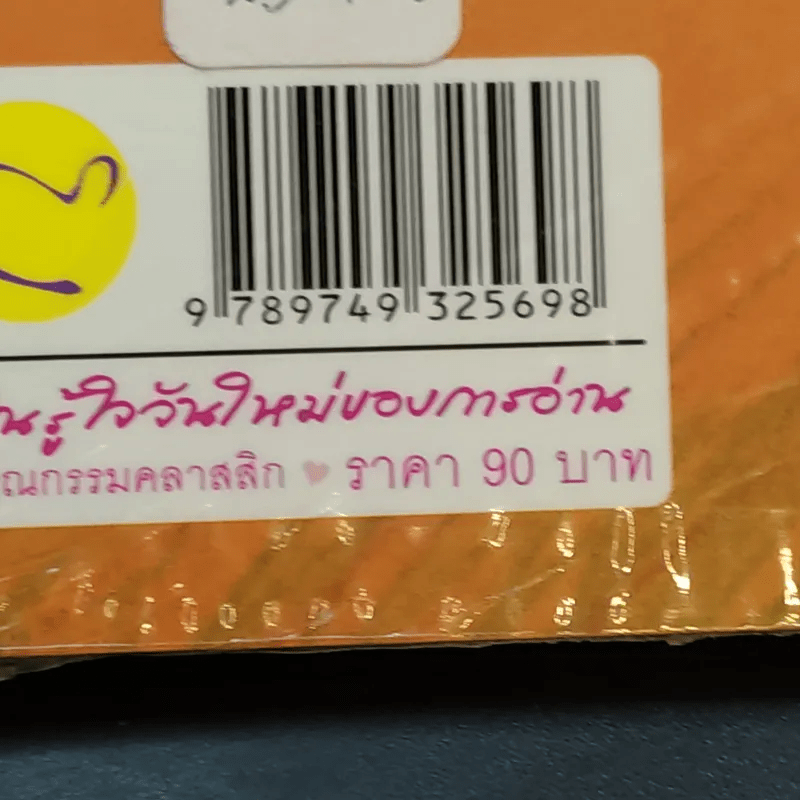 9 789749 325698
นรู้ใจวันใหม่ของการอ่าน
ณกรรมคลาสสิก ราคา 90 บาท